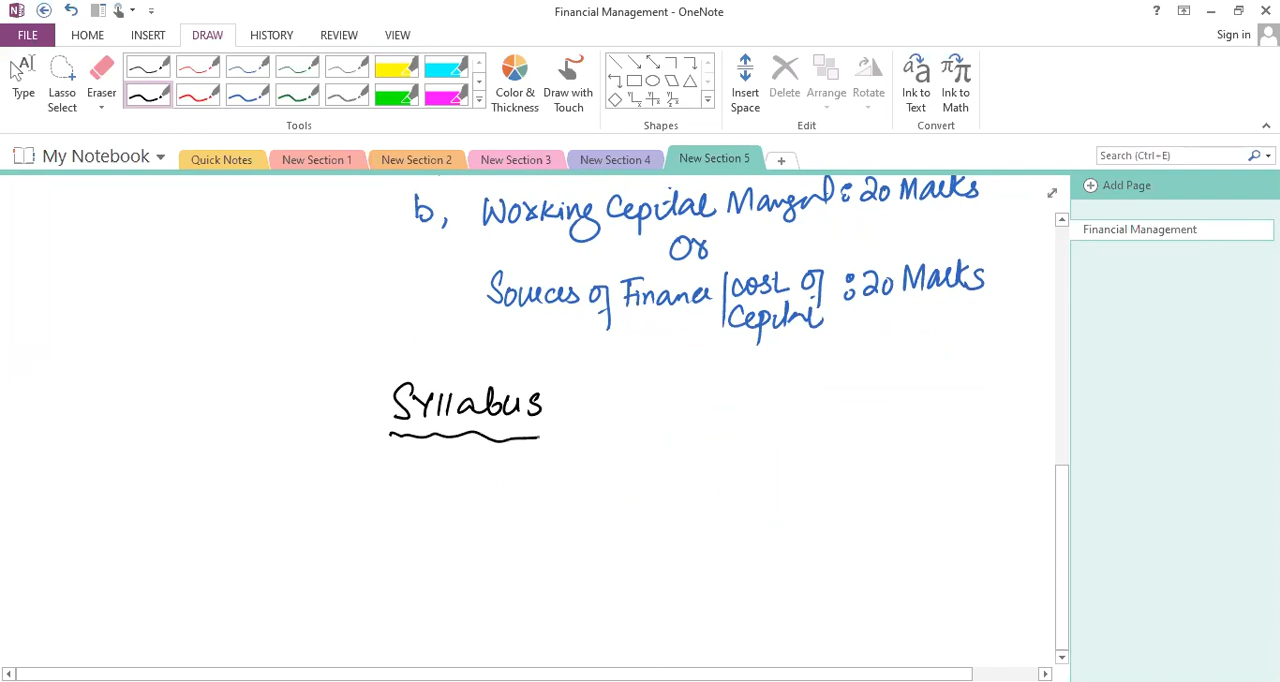 Financial Management - OneNote
? 
Sign in
FILE HOME INSERT DRAW HISTORY REVIEW VIEW
Type
Lasso Select
Eraser
Color & Thickness
Draw with Touch
Insert Space
Delete
Arrange
Rotate
Ink to Text
Ink to Math
Tools
Shapes
Edit
Convert
My Notebook
Quick Notes
New Section 1
New Section 2
New Section 3
New Section 4
New Section 5
Search (Ctrl+E)
Add Page
Financial Management
b, Working Cepital : 20 Marks
Or
Sources of Finance | cost of : 20 Marks
Cepital
Syllabus